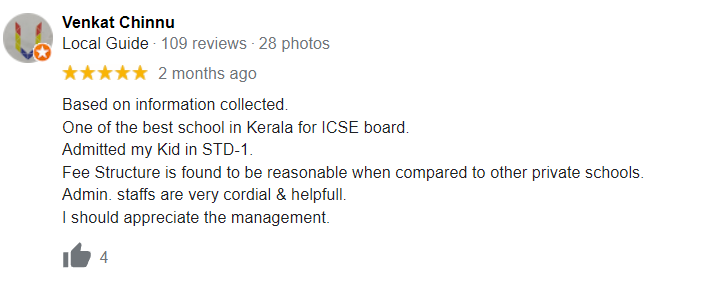 Venkat Chinnu
Local Guide · 109 reviews · 28 photos
2 months ago
Based on information collected.
One of the best school in Kerala for ICSE board.
Admitted my Kid in STD-1.
Fee Structure is found to be reasonable when compared to other private schools.
Admin. staffs are very cordial & helpfull.
I should appreciate the management.
4